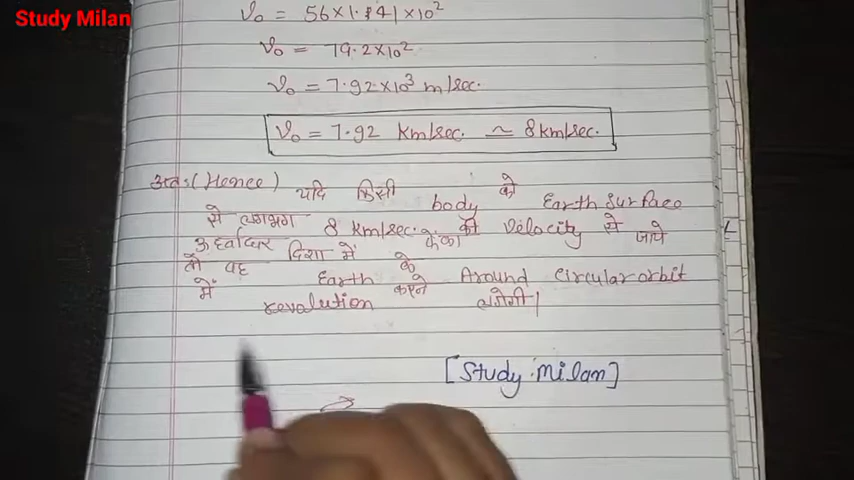 Study Milan
V₀ = 56×1.841×10²
V₀ = 79.2×10²
V₀ = 7.92×10³ m/sec.
V₀ = 7.92 Km/sec. ≃ 8km/sec.
अतः(Hence) यदि किसी body को Earth surface
से लगभग 8 km/sec. की Velocity से
ऊर्ध्वाधर दिशा में फेंका जाये
तो वह Earth के Around circular orbit
में revolution करने लगेगी।
[Study Milan]